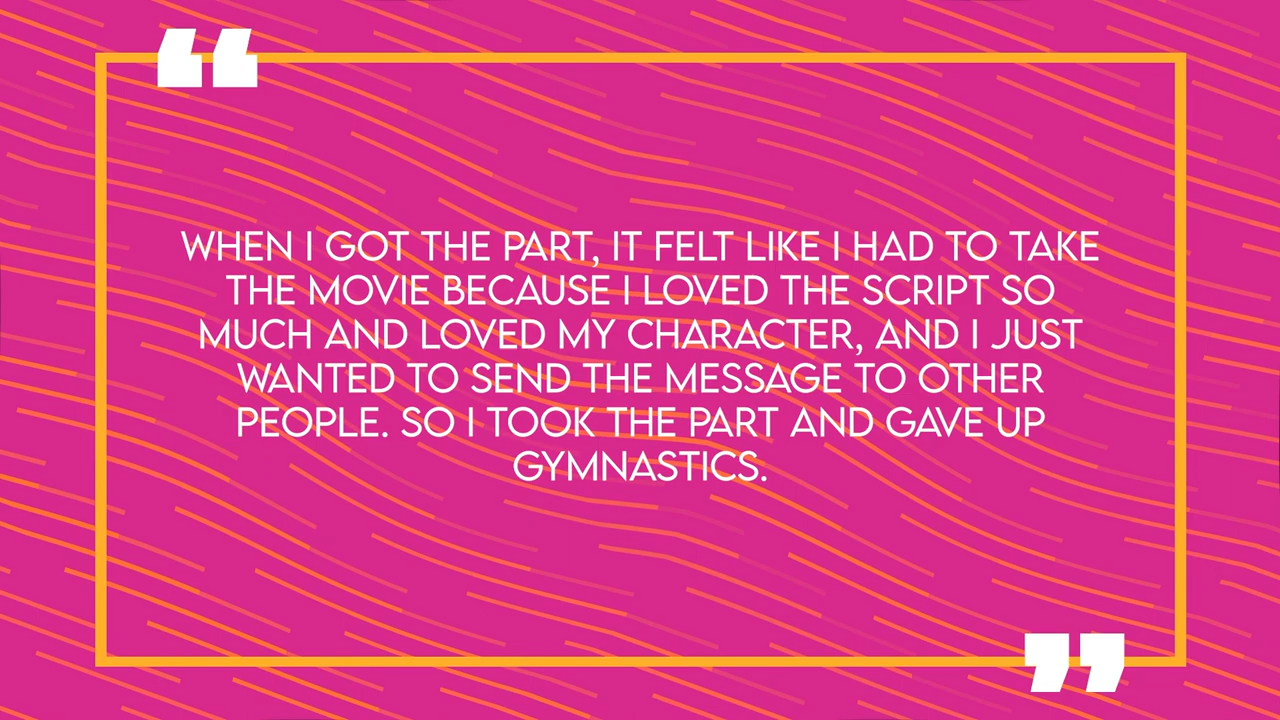 WHEN I GOT THE PART, IT FELT LIKE I HAD TO TAKE
THE MOVIE BECAUSE I LOVED THE SCRIPT SO
MUCH AND LOVED MY CHARACTER, AND I JUST
WANTED TO SEND THE MESSAGE TO OTHER
PEOPLE. SO I TOOK THE PART AND GAVE UP
GYMNASTICS.